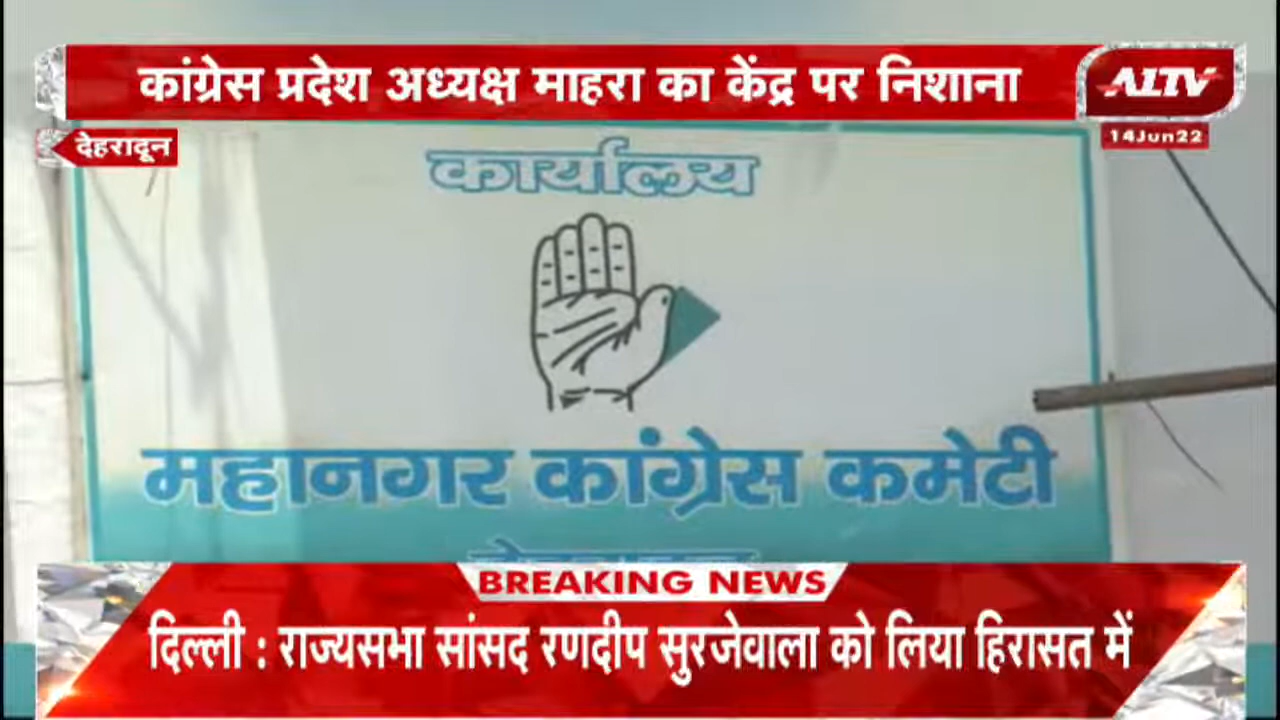 कांग्रेस प्रदेश अध्यक्ष माहरा का केंद्र पर निशाना
ALTV
14Jun22
देहरादून
कार्यालय
महानगर कांग्रेस कमेटी
BREAKING NEWS
दिल्ली : राज्यसभा सांसद रणदीप सुरजेवाला को लिया हिरासत में